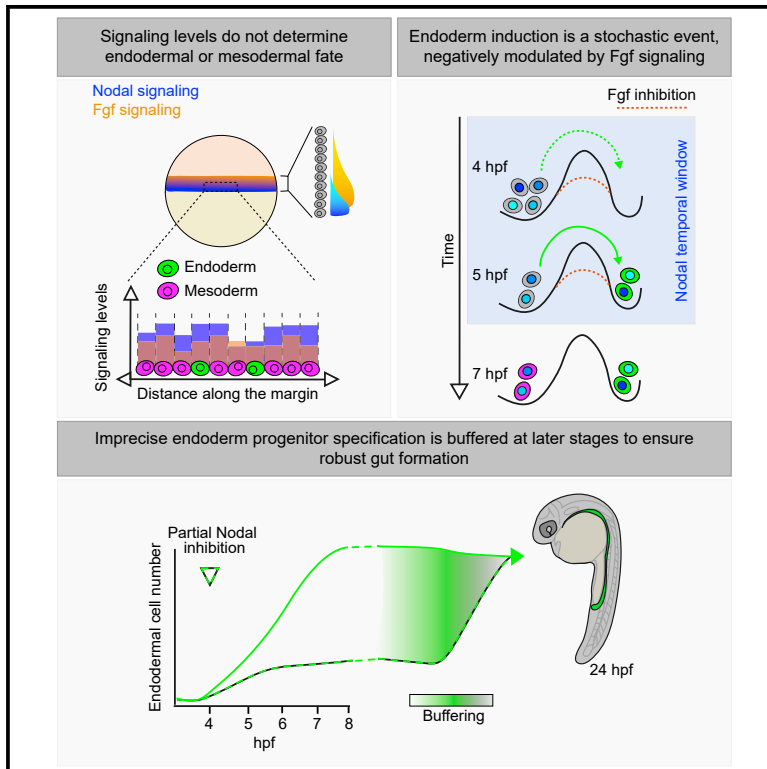 Signaling levels do not determine
endodermal or mesodermal fate
Nodal signaling
Fgf signaling
Endoderm
Mesoderm
Signaling levels
Distance along the margin
Endoderm induction is a stochastic event,
negatively modulated by Fgf signaling
Fgf inhibition
4 hpf
5 hpf
7 hpf
Time
Nodal temporal window
Imprecise endoderm progenitor specification is buffered at later stages to ensure
robust gut formation
Partial Nodal
inhibition
Endodermal cell number
4 5 6 7 8
hpf
Buffering
24 hpf